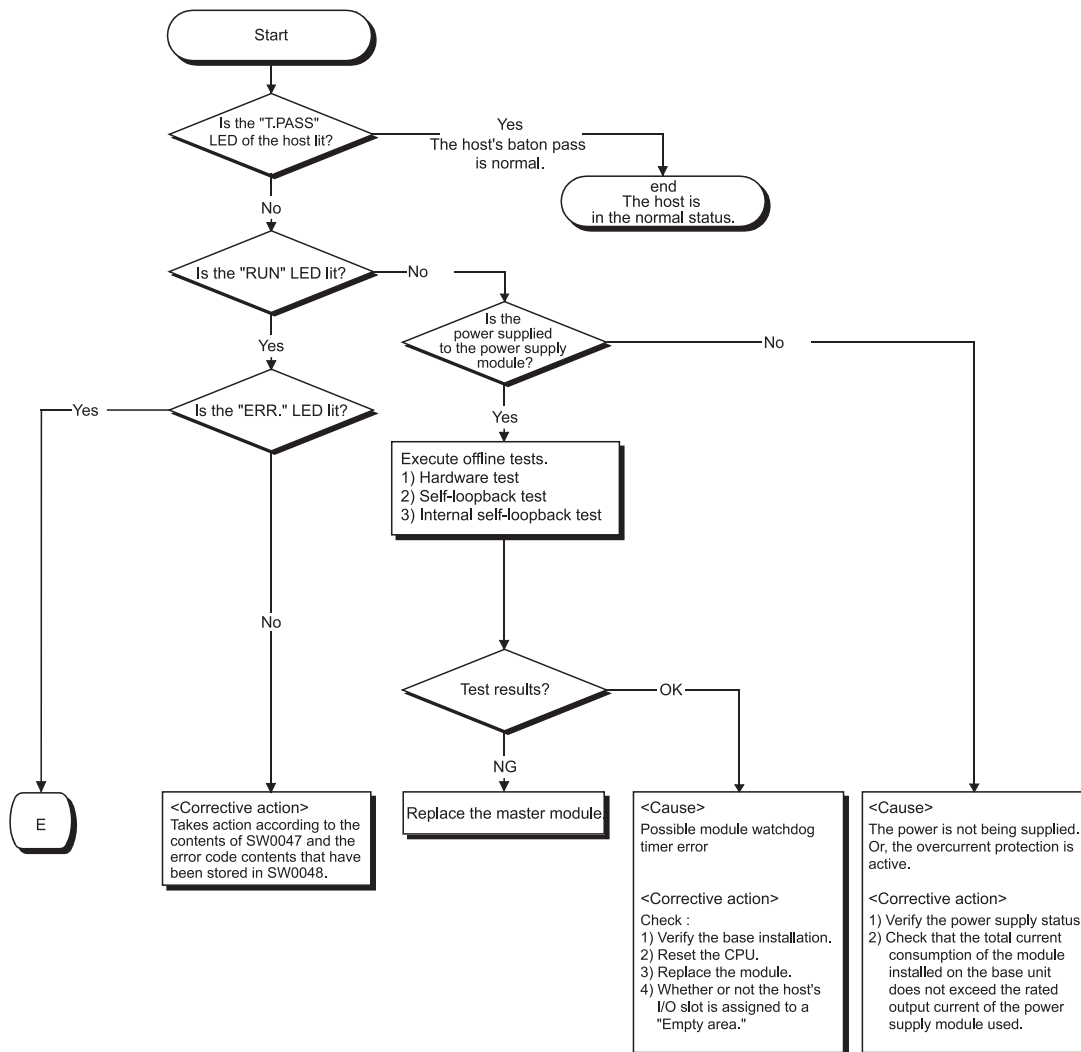 Start
Is the "T.PASS"
LED of the host lit?
Yes
The host's baton pass
is normal.
end
The host is
in the normal status.
No
Is the "RUN" LED lit?
No
Is the
power supplied
to the power supply
module?
No
Yes
Is the "ERR." LED lit?
Yes
Yes
Execute offline tests.
1) Hardware test
2) Self-loopback test
3) Internal self-loopback test
No
Test results?
OK
NG
E
<Corrective action>
Takes action according to the
contents of SW0047 and the
error code contents that have
been stored in SW0048.
Replace the master module.
<Cause>
Possible module watchdog
timer error
<Corrective action>
Check :
1) Verify the base installation.
2) Reset the CPU.
3) Replace the module.
4) Whether or not the host's
I/O slot is assigned to a
"Empty area."
<Cause>
The power is not being supplied.
Or, the overcurrent protection is
active.
<Corrective action>
1) Verify the power supply status
2) Check that the total current
consumption of the module
installed on the base unit
does not exceed the rated
output current of the power
supply module used.